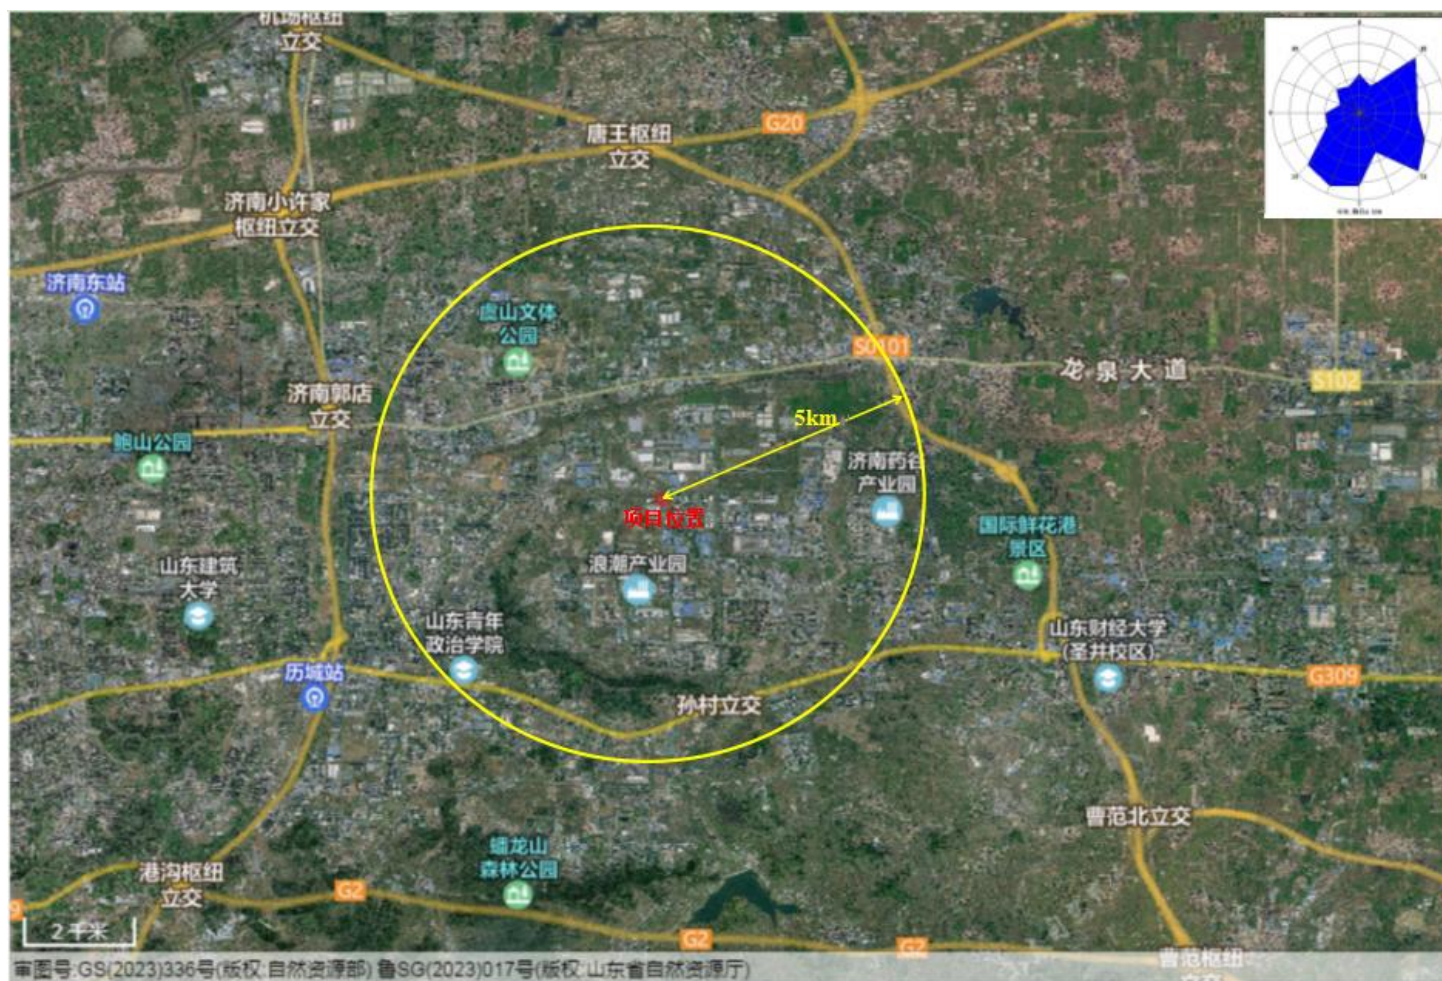 机场枢纽
立交
唐王枢纽
立交
G20
济南小许家
枢纽立交
济南东站
虞山文体
公园
S0101
龙泉大道
S102
济南郭店
立交
鲍山公园
5km
济南药谷
产业园
项目位置
国际鲜花港
景区
浪潮产业园
山东建筑
大学
山东青年
政治学院
山东财经大学
(圣井校区)
历城站
G309
孙村立交
曹范北立交
蟠龙山
森林公园
港沟枢纽
立交
G2
G2
G2
2 千米
曹范枢纽
立交
审图号:GS(2023)336号(版权:自然资源部) 鲁SG(2023)017号(版权:山东省自然资源厅)